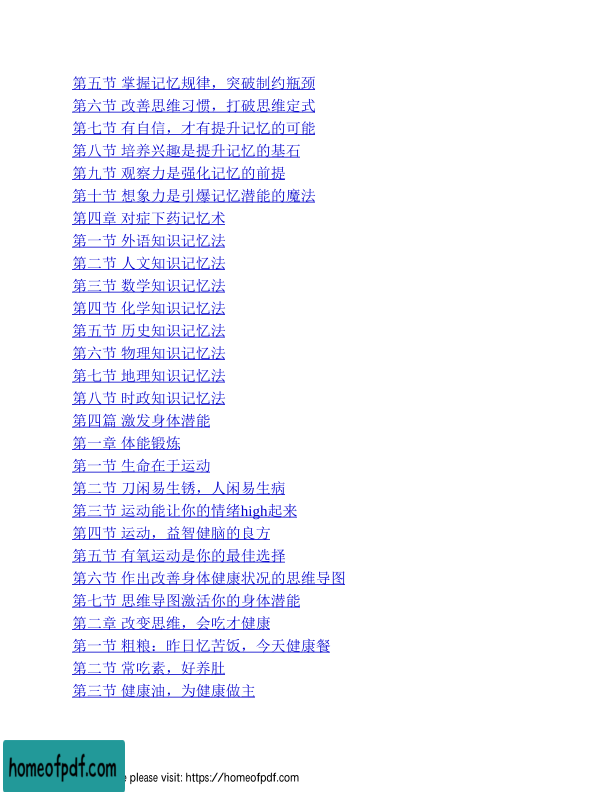 第五节 掌握记忆规律，突破制约瓶颈
第六节 改善思维习惯，打破思维定式
第七节 有自信，才有提升记忆的可能
第八节 培养兴趣是提升记忆的基石
第九节 观察力是强化记忆的前提
第十节 想象力是引爆记忆潜能的魔法
第四章 对症下药记忆术
第一节 外语知识记忆法
第二节 人文知识记忆法
第三节 数学知识记忆法
第四节 化学知识记忆法
第五节 历史知识记忆法
第六节 物理知识记忆法
第七节 地理知识记忆法
第八节 时政知识记忆法
第四篇 激发身体潜能
第一章 体能锻炼
第一节 生命在于运动
第二节 刀闲易生锈，人闲易生病
第三节 运动能让你的情绪high起来
第四节 运动，益智健脑的良方
第五节 有氧运动是你的最佳选择
第六节 作出改善身体健康状况的思维导图
第七节 思维导图激活你的身体潜能
第二章 改变思维，会吃才健康
第一节 粗粮：昨日忆苦饭，今天健康餐
第二节 常吃素，好养肚
第三节 健康油，为健康做主
homeofpdf.com
please visit: https://homeofpdf.com